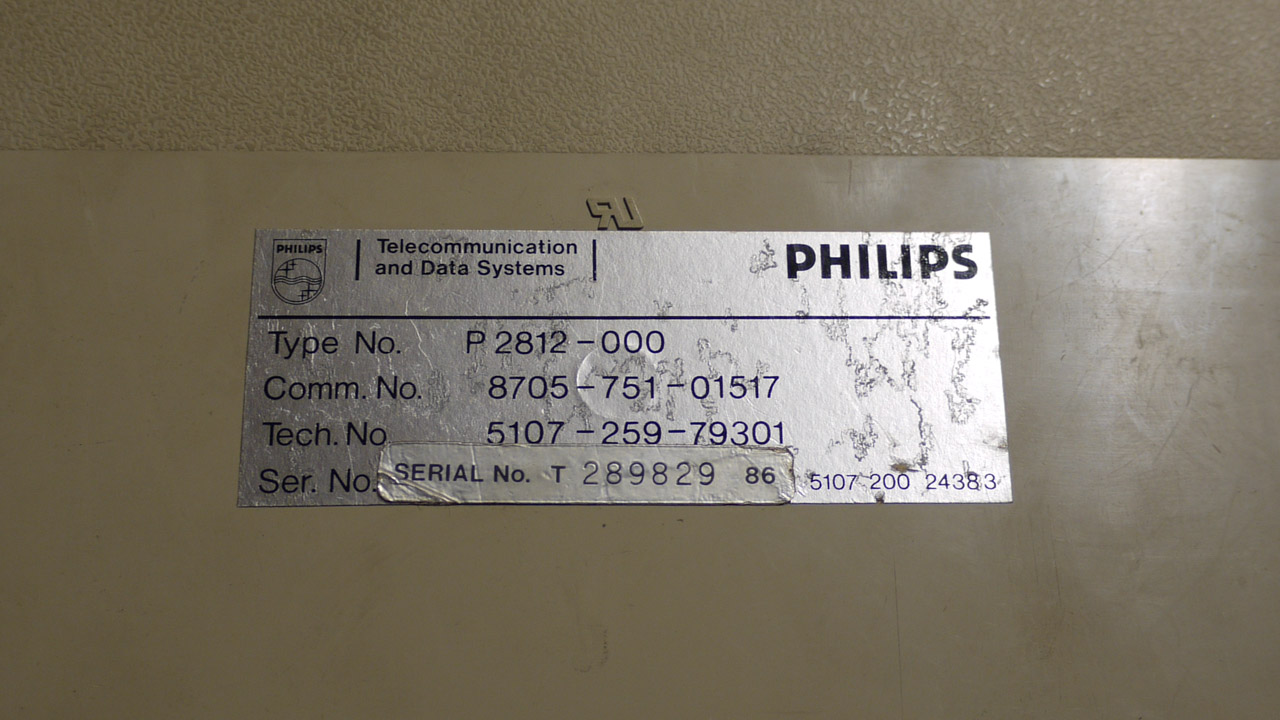 PHILIPS
Telecommunication
and Data Systems
PHILIPS
Type No. P 2812-000
Comm. No. 8705-751-01517
Tech. No 5107-259-79301
Ser. No. SERIAL No. T 289829 86 5107 200 24383